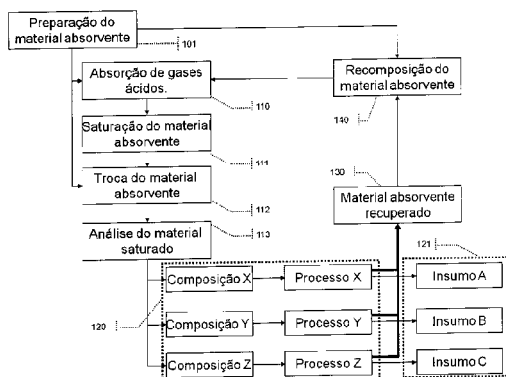 Preparação do
material absorvente
101
Absorção de gases
ácidos.
110
Recomposição do
material absorvente
140
Saturação do material
absorvente
111
Troca do material
absorvente
112
130
Material absorvente
recuperado
Análise do material
saturado
113
121
120
Composição X
Processo X
Insumo A
Composição Y
Processo Y
Insumo B
Composição Z
Processo Z
Insumo C